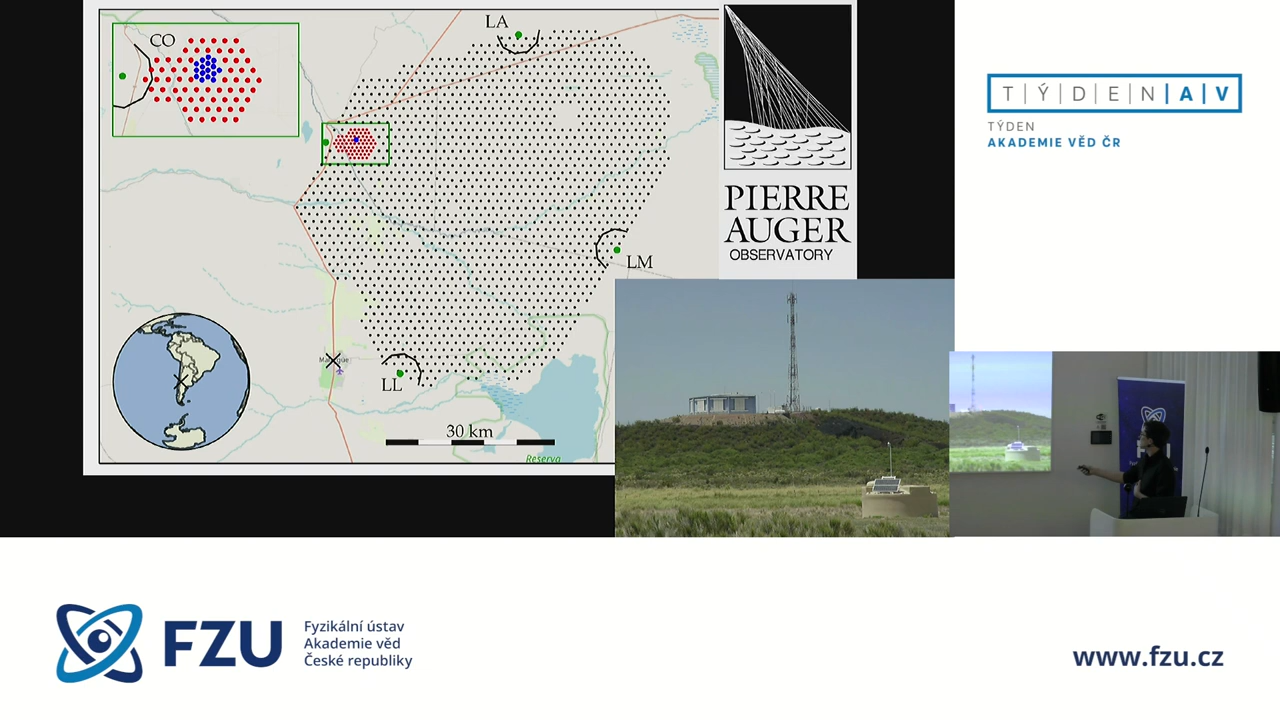 CO
LA
LM
LL
30 km
Reserva
PIERRE
AUGER
OBSERVATORY
TÝDENAV
TÝDEN
AKADEMIE VĚD ČR
FZU
Fyzikální ústav
Akademie věd
České republiky
www.fzu.cz